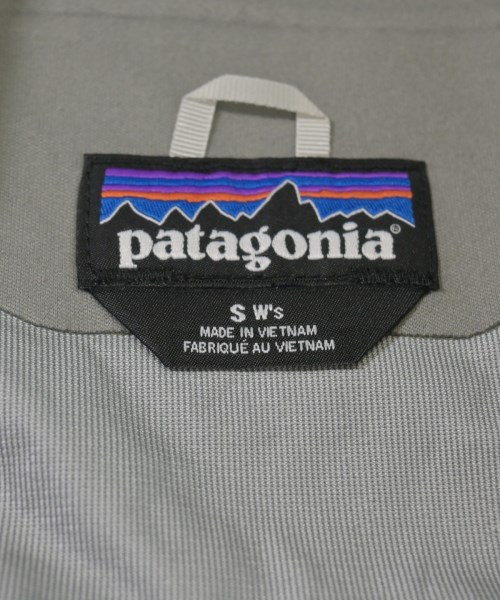 patagonia®
S W's
MADE IN VIETNAM
FABRIQUÉ AU VIETNAM